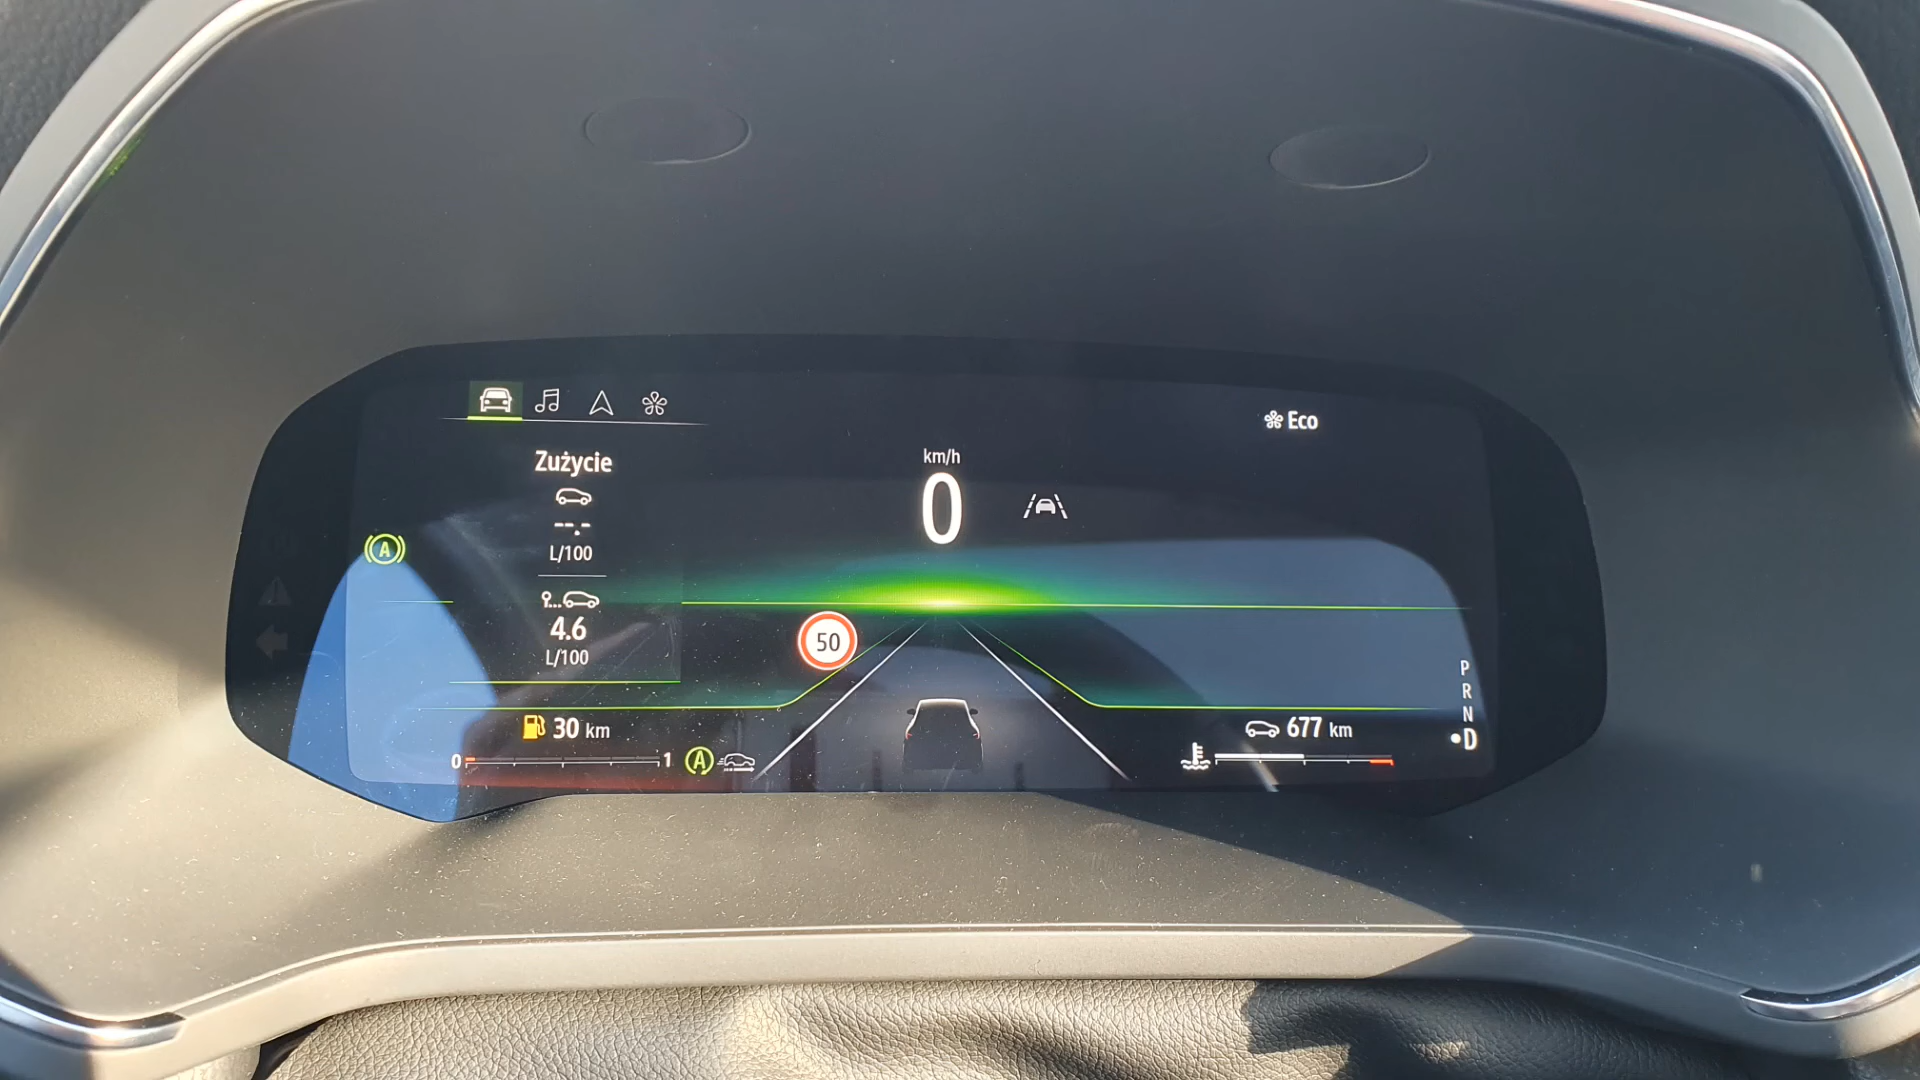 Eco
Zużycie
--.-
L/100
4.6
L/100
km/h
0
A
50
30 km
0 1
A
677 km
P
R
N
•D